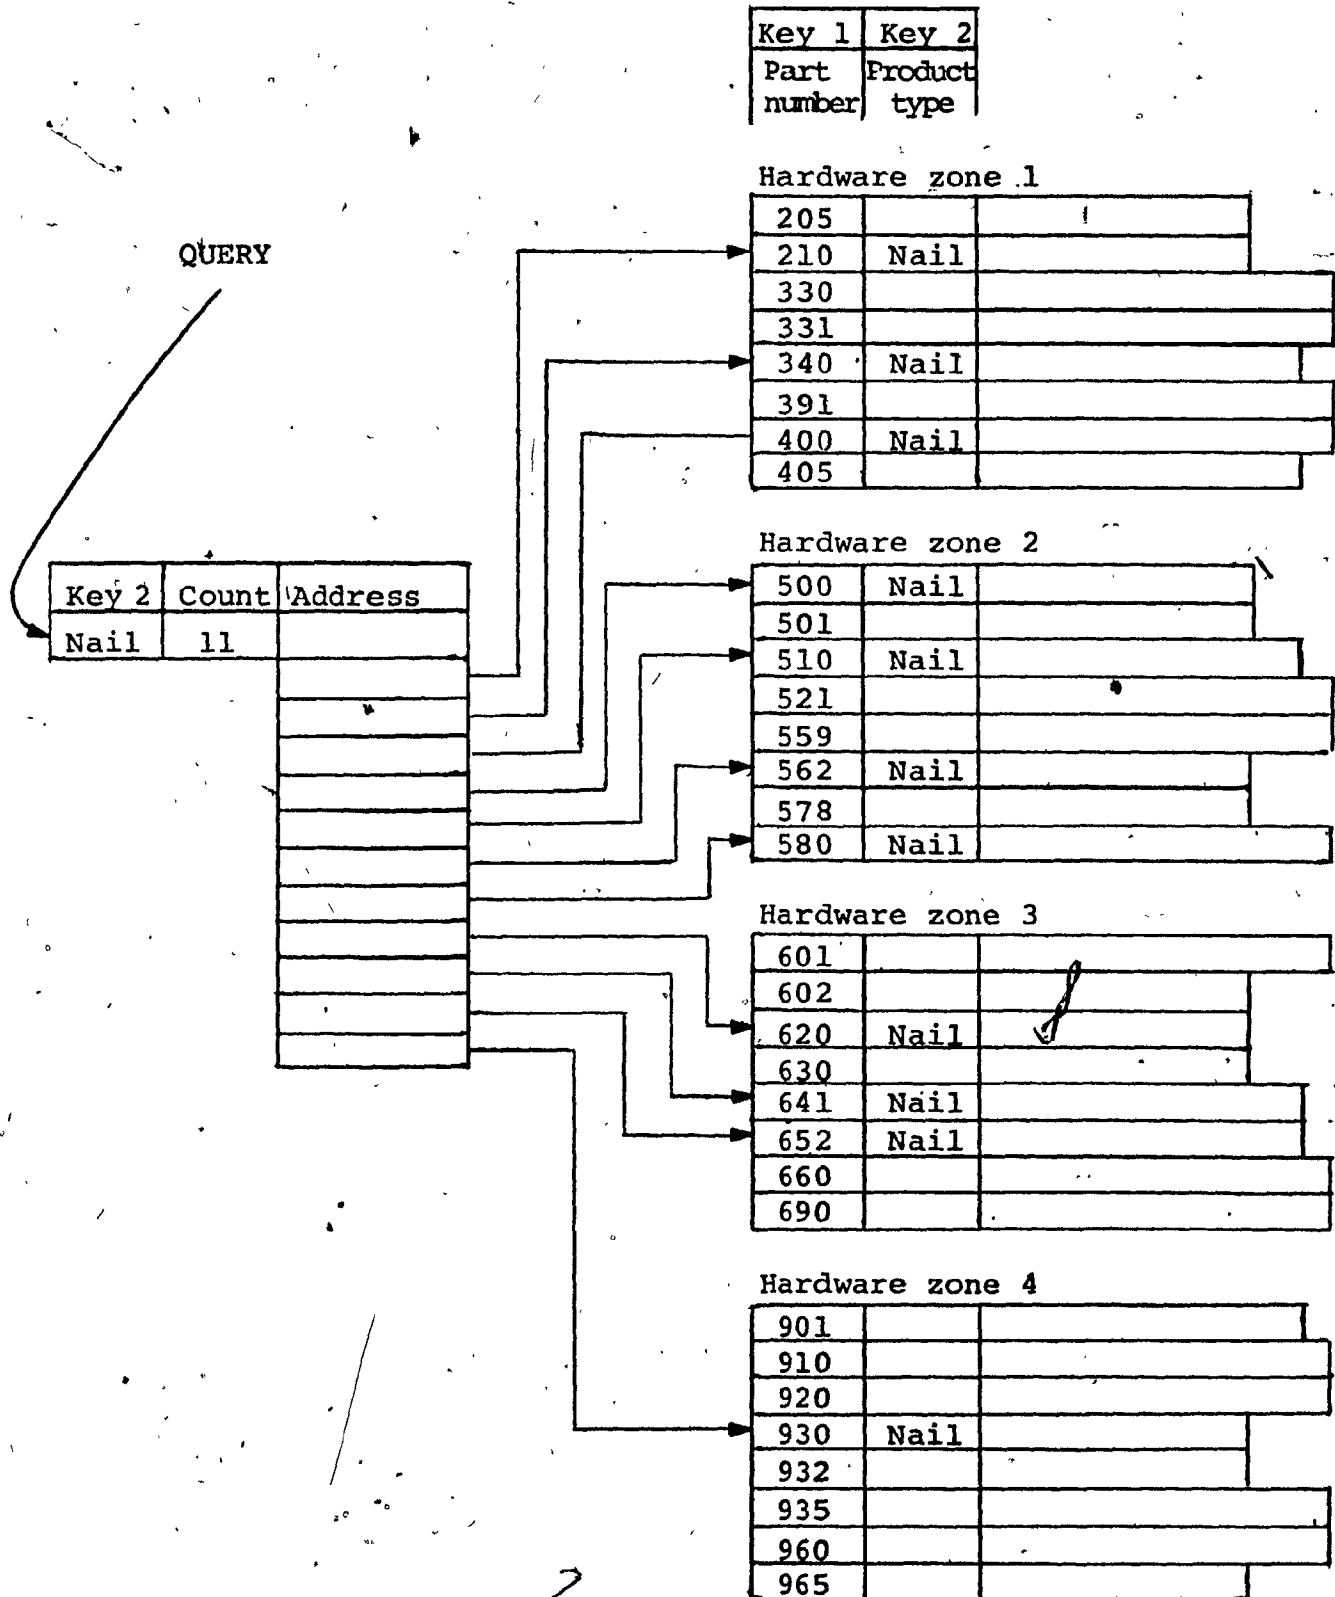 Key 1 Key 2
Part Product
number type
Hardware zone 1
205
210 Nail
330
331
340 Nail
391
400 Nail
405
QUERY
Key 2 Count Address
Nail 11
Hardware zone 2
500 Nail
501
510 Nail
521
559
562 Nail
578
580 Nail
Hardware zone 3
601
602
620 Nail
630
641 Nail
652 Nail
660
690
Hardware zone 4
901
910
920
930 Nail
932
935
960
965